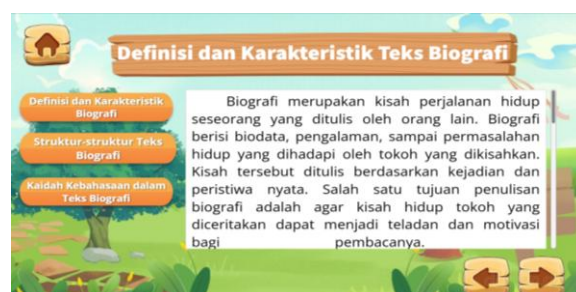 Definisi dan Karakteristik Teks Biografi
Definisi dan Karakteristik
Biografi
Struktur-struktur Teks
Biografi
Kaidah Kebahasaan dalam
Teks Biografi
Biografi merupakan kisah perjalanan hidup
seseorang yang ditulis oleh orang lain. Biografi
berisi biodata, pengalaman, sampai permasalahan
hidup yang dihadapi oleh tokoh yang dikisahkan.
Kisah tersebut ditulis berdasarkan kejadian dan
peristiwa nyata. Salah satu tujuan penulisan
biografi adalah agar kisah hidup tokoh yang
diceritakan dapat menjadi teladan dan motivasi
bagi pembacanya.